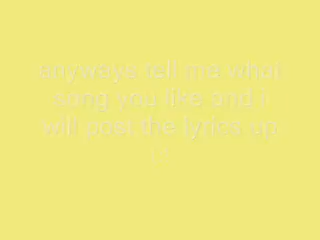 anyways tell me what
song you like and i
will post the lyrics up